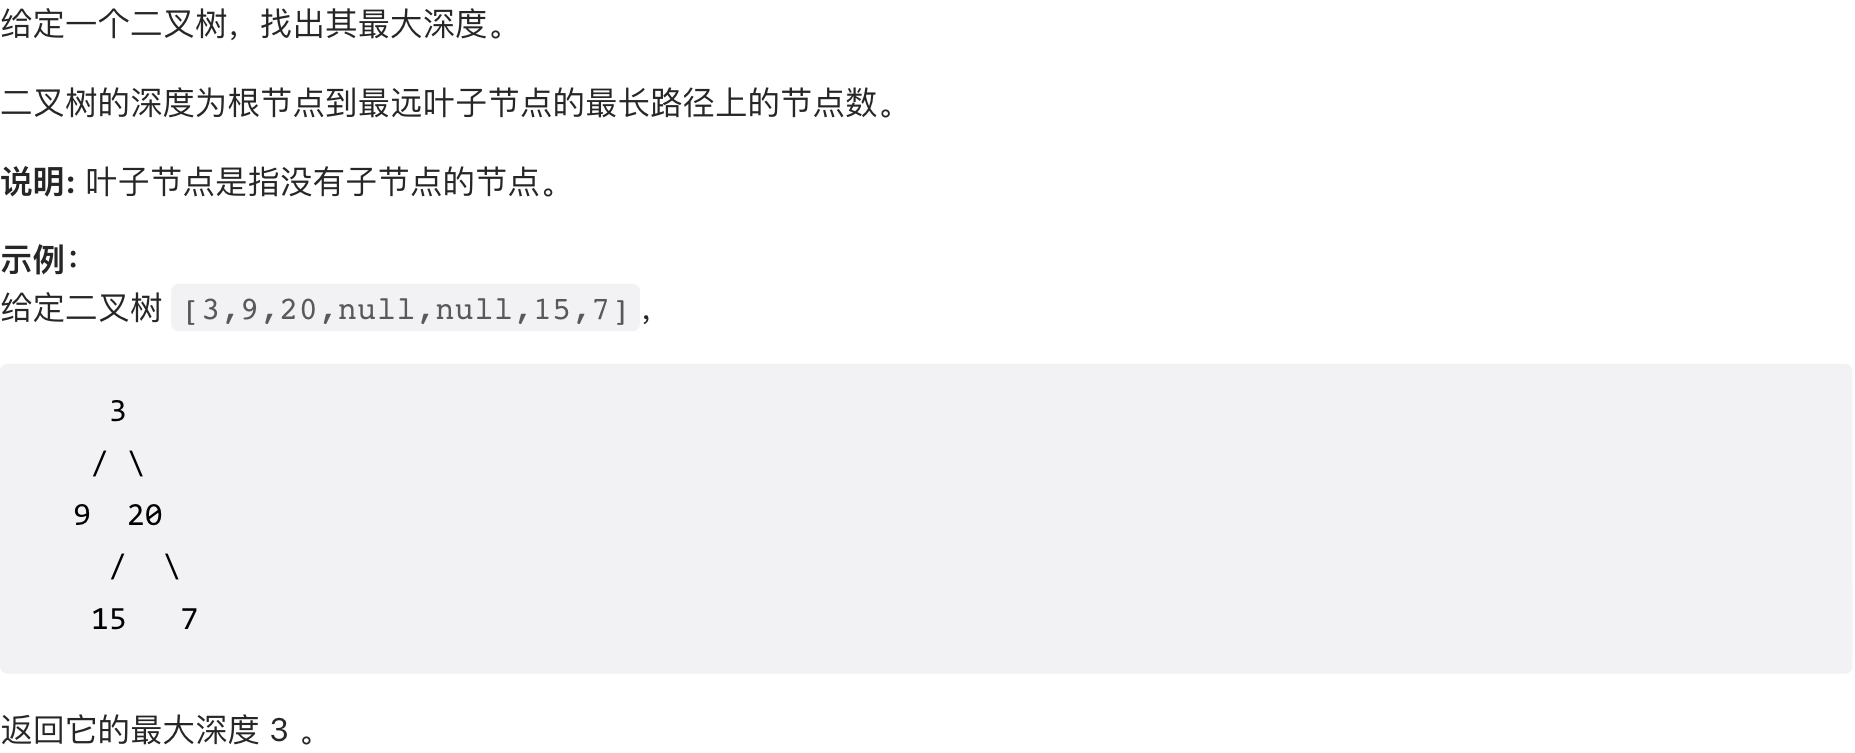 给定一个二叉树，找出其最大深度。
二叉树的深度为根节点到最远叶子节点的最长路径上的节点数。
说明: 叶子节点是指没有子节点的节点。
示例：
给定二叉树 [3,9,20,null,null,15,7]，
3
/ \
9 20
/ \
15 7
返回它的最大深度 3 。